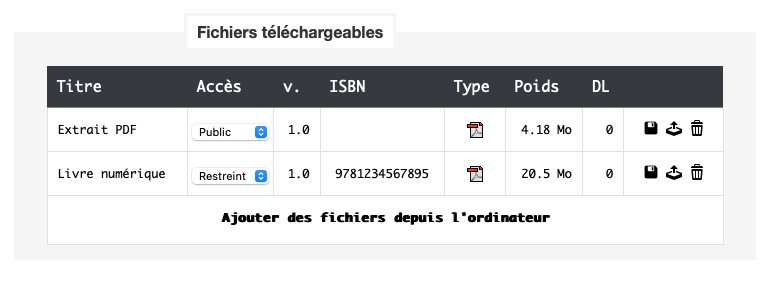 Fichiers téléchargeables
Titre Accès v. ISBN Type Poids DL
Extrait PDF Public 1.0 4.18 Mo 0
Livre numérique Restreint 1.0 9781234567895 20.5 Mo 0
Ajouter des fichiers depuis l'ordinateur